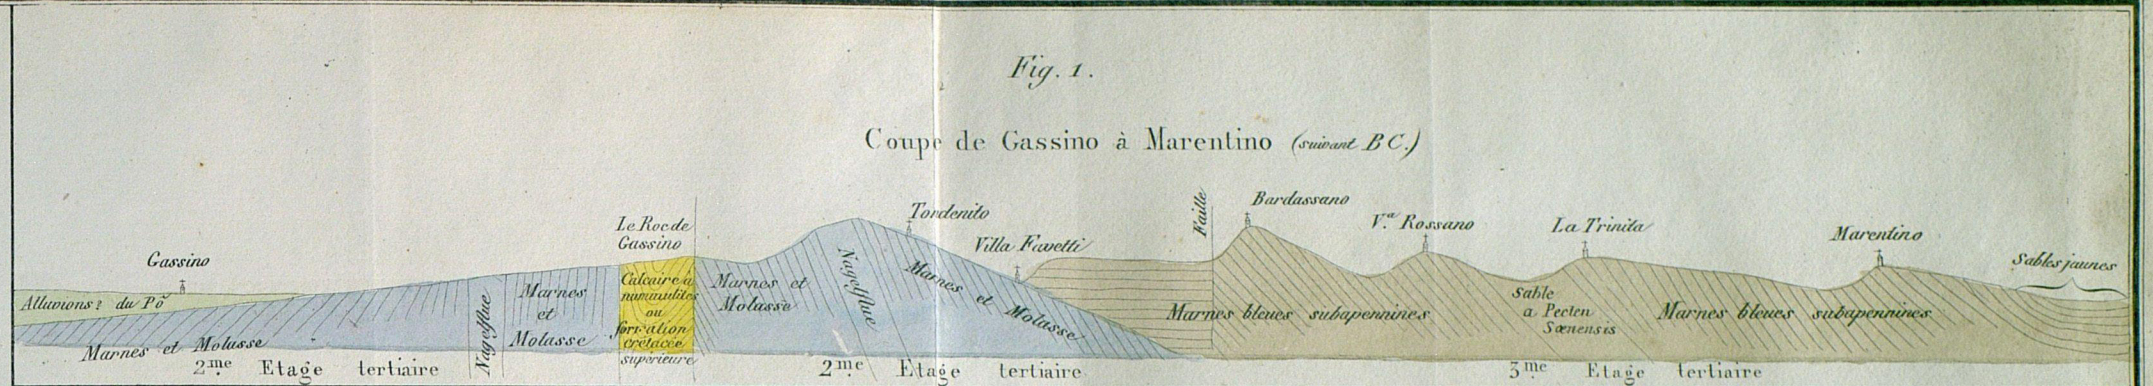 Fig. 1.
Coupe de Gassino à Marentino (suivant BC.)
Gassino
Le Roc de
Gassino
Tondenito
Villa Favetti
Faille
Bardassano
V.ª Rossano
La Trinita
Marentino
Sables jaunes
Alluvions? du Pô
Marnes et Molasse
Nagelflue
Marnes
et
Molasse
Calcaire à
nummulites
ou
formation
crétacée
supérieure
Marnes et
Molasse
Nagelflue
Marnes et Molasse
Marnes bleues subapennines
Sable
a Pecten
Sœnensis
Marnes bleues subapennines
2me Etage tertiaire
2me Etage tertiaire
3me Etage tertiaire